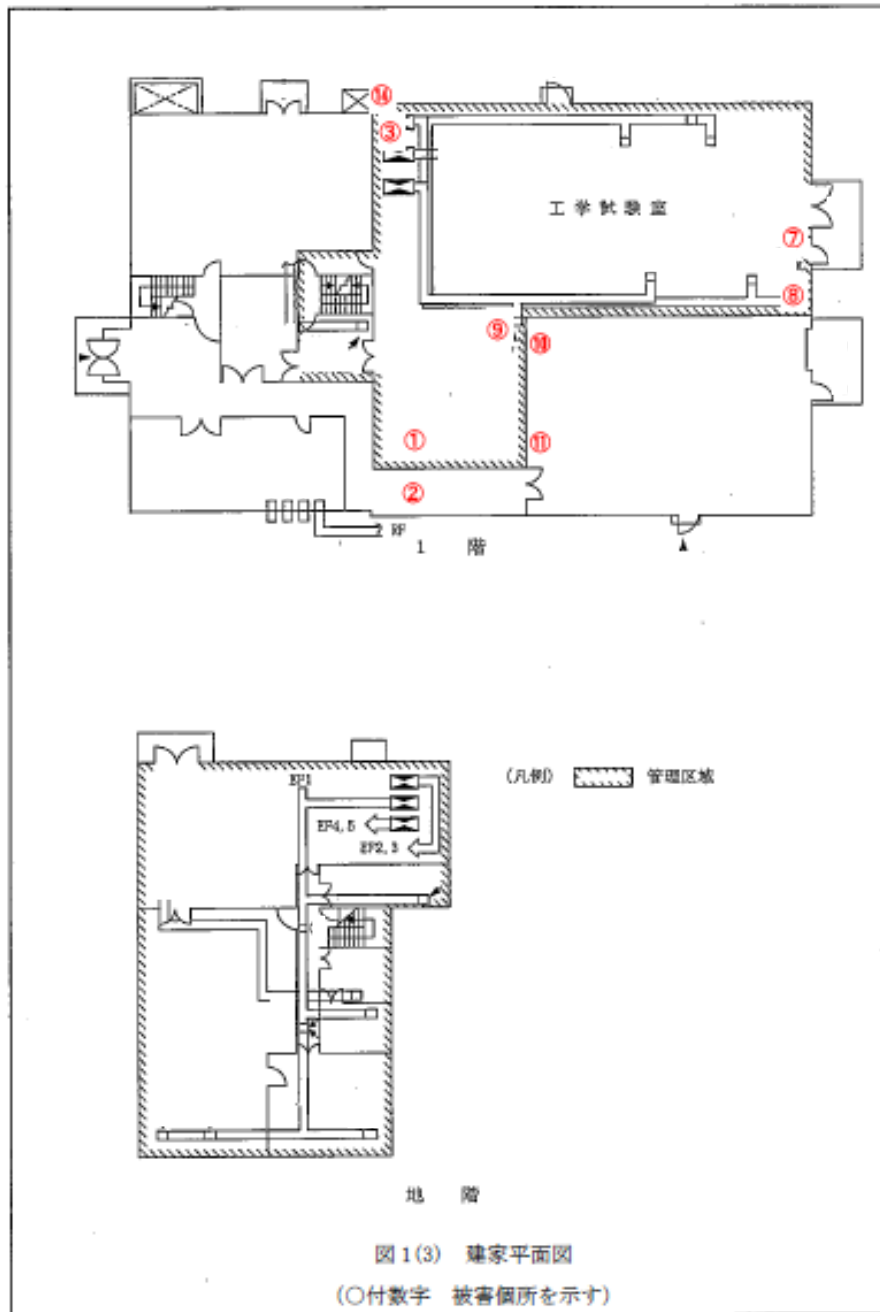 ⑭
③
工学試験室
⑦
⑧
⑨
⑩
①
⑪
②
RF
1 階
EF1
(凡例) 管理区域
EF4,5
EF2,3
地 階
図1(3) 建家平面図
(○付数字 被害個所を示す)